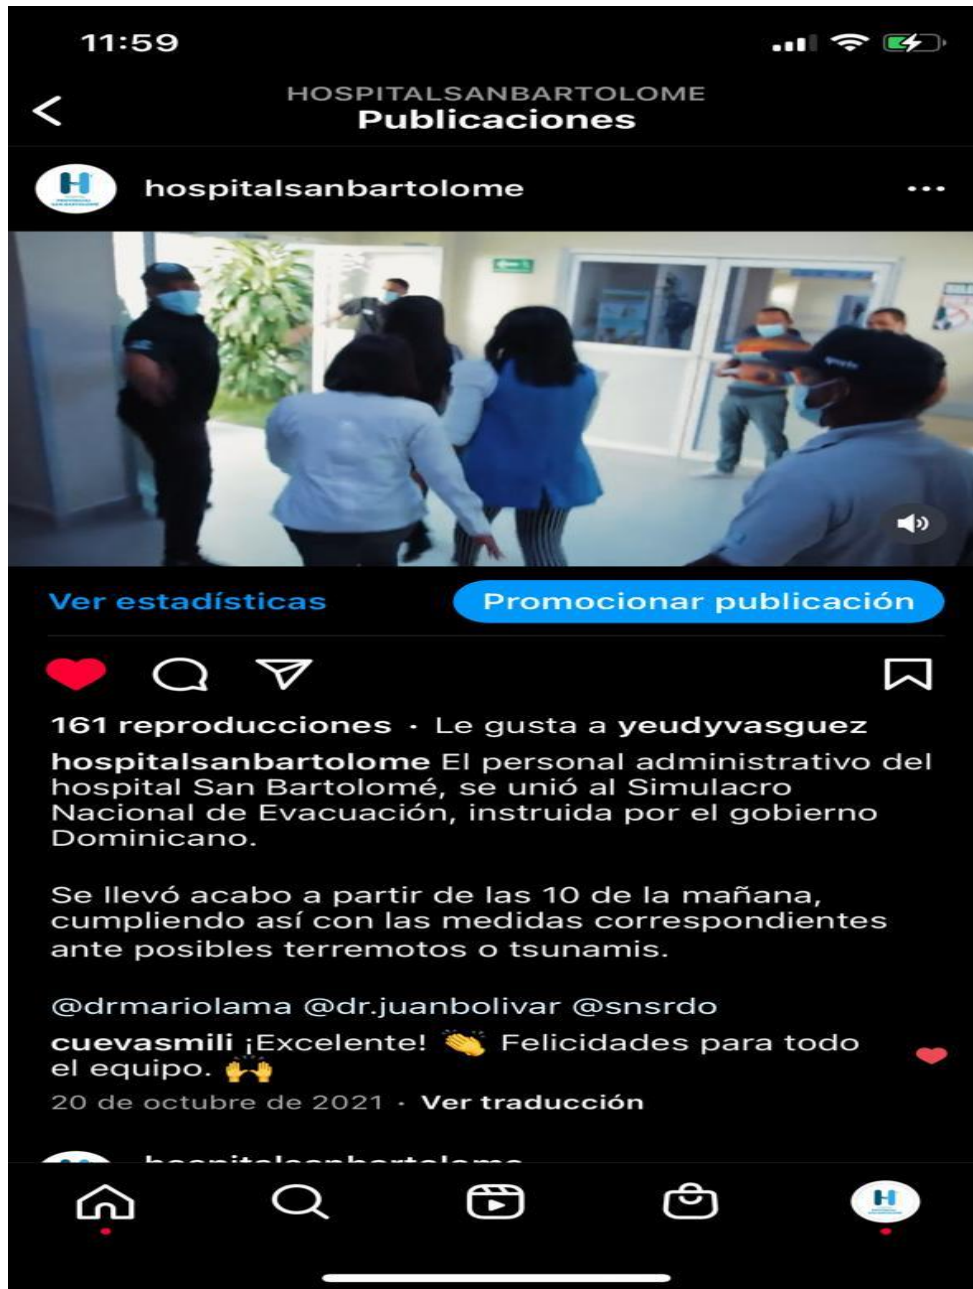 11:59
HOSPITALSANBARTOLOME
Publicaciones
hospitalsanbartolome
Ver estadísticas
Promocionar publicación
161 reproducciones · Le gusta a yeudyvasguez
hospitalsanbartolome El personal administrativo del
hospital San Bartolomé, se unió al Simulacro
Nacional de Evacuación, instruida por el gobierno
Dominicano.
Se llevó acabo a partir de las 10 de la mañana,
cumpliendo así con las medidas correspondientes
ante posibles terremotos o tsunamis.
@drmariolama @dr.juanbolivar @snsrdo
cuevasmili ¡Excelente! 👏 Felicidades para todo
el equipo. 🙌
20 de octubre de 2021 · Ver traducción
hospitalsanbartolome